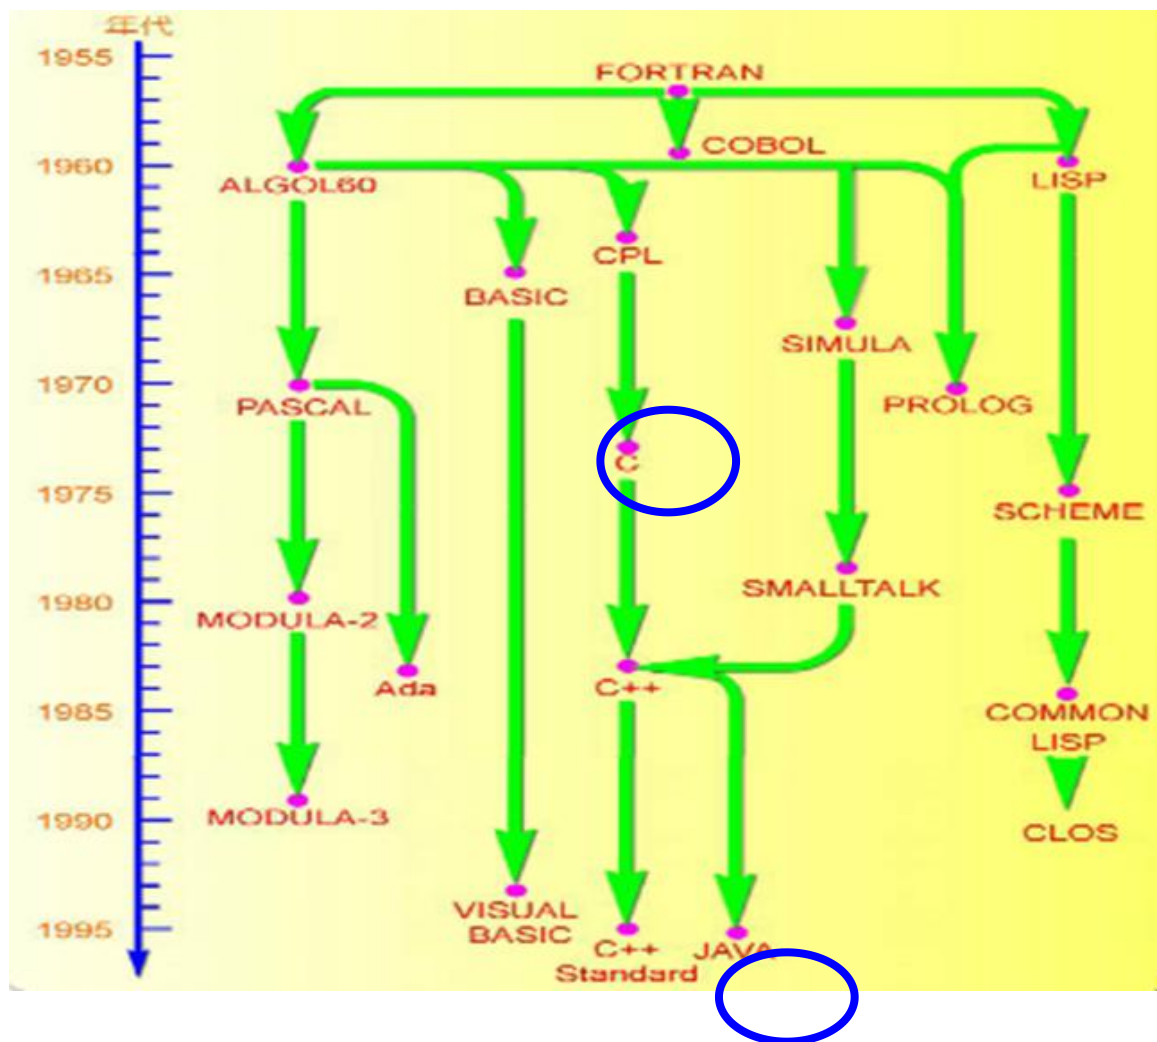 年代
1955
FORTRAN
COBOL
1960
ALGOL60
LISP
CPL
1965
BASIC
SIMULA
1970
PASCAL
PROLOG
C
1975
SCHEME
SMALLTALK
1980
MODULA-2
Ada
C++
1985
COMMON
LISP
1990
MODULA-3
CLOS
VISUAL
BASIC
1995
C++
Standard
JAVA